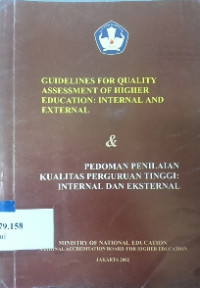 GUIDELINES FOR QUALITY
ASSESSMENT OF HIGHER
EDUCATION: INTERNAL AND
EXTERNAL
&
PEDOMAN PENILAIAN
KUALITAS PERGURUAN TINGGI:
INTERNAL DAN EKSTERNAL
79.158
MINISTRY OF NATIONAL EDUCATION
NATIONAL ACCREDITATION BOARD FOR HIGHER EDUCATION
JAKARTA 2002